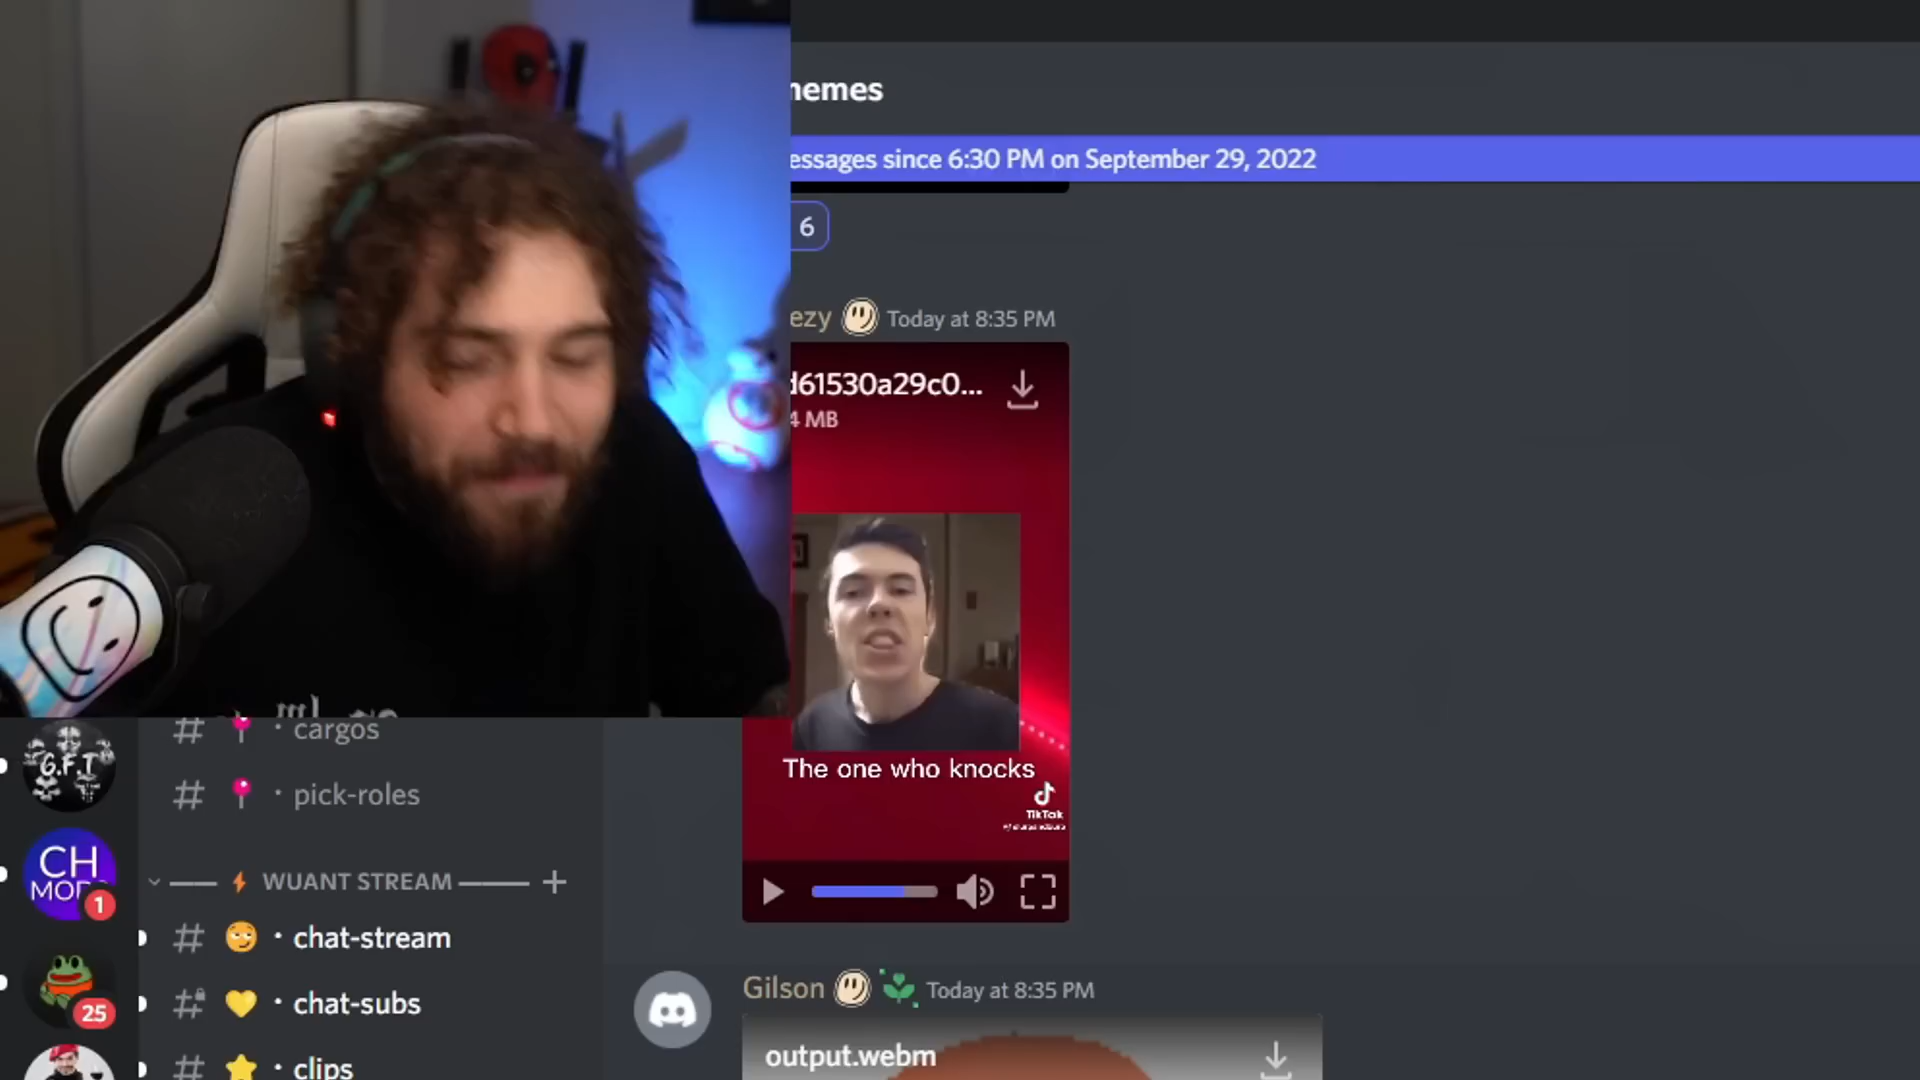 nemes
essages since 6:30 PM on September 29, 2022
6
ezy Today at 8:35 PM
d61530a29c0...
4 MB
The one who knocks
TikTok
cargos
pick-roles
G.F.T
CH
MOD
1
WUANT STREAM
chat-stream
chat-subs
25
clips
Gilson Today at 8:35 PM
output.webm